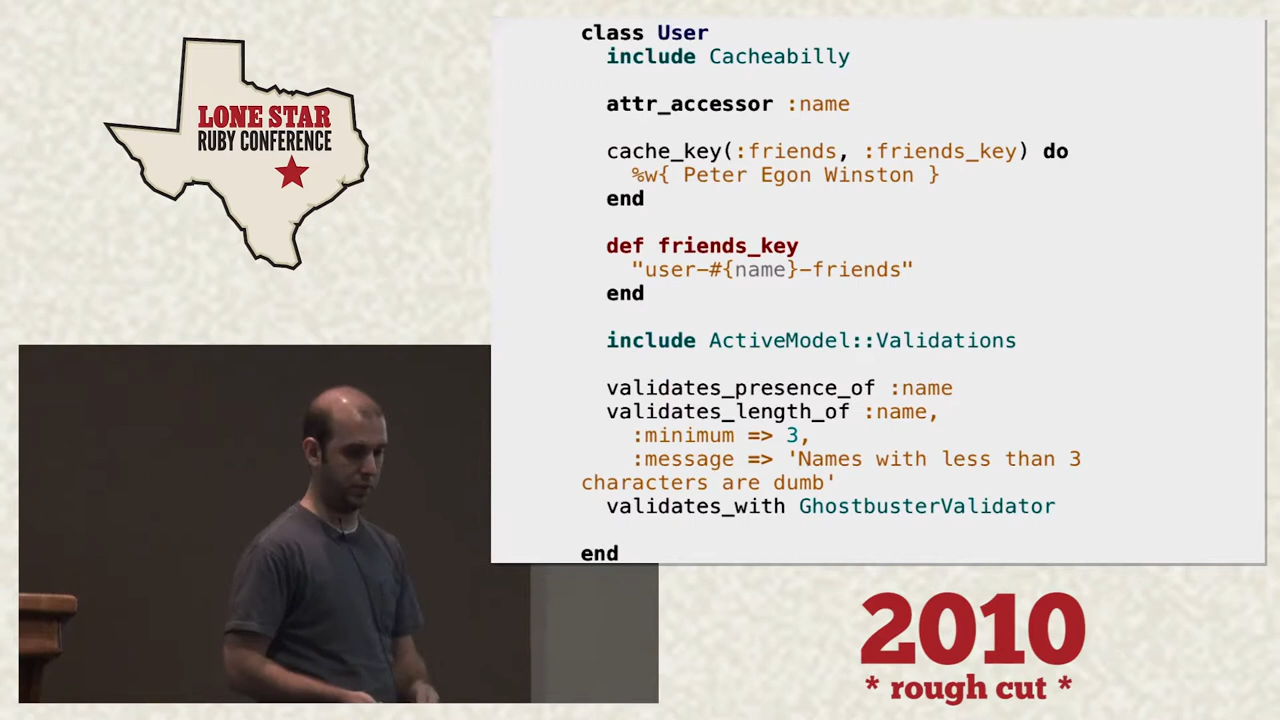 LONE STAR
RUBY CONFERENCE
class User
include Cacheabilly
attr_accessor :name
cache_key(:friends, :friends_key) do
%w{ Peter Egon Winston }
end
def friends_key
"user-#{name}-friends"
end
include ActiveModel::Validations
validates_presence_of :name
validates_length_of :name,
:minimum => 3,
:message => 'Names with less than 3
characters are dumb'
validates_with GhostbusterValidator
end
2010
* rough cut *